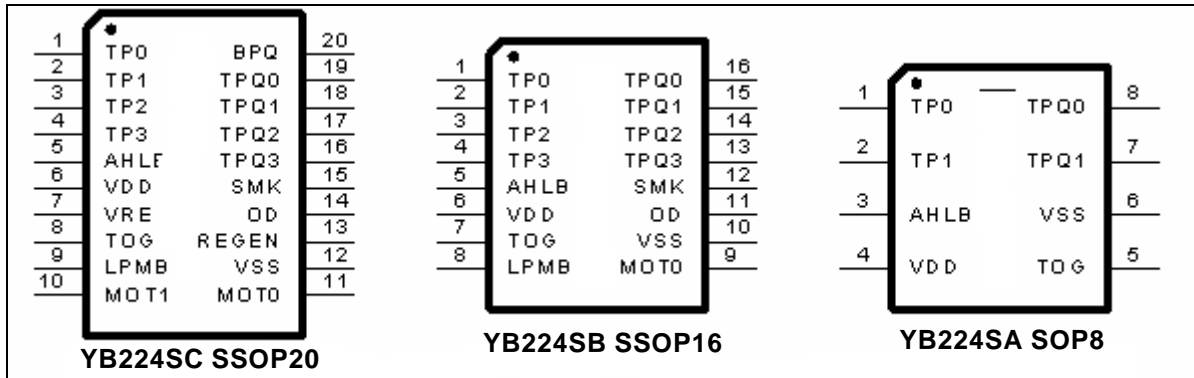 1 TP0 BPQ 20
2 TP1 TPQ0 19
3 TP2 TPQ1 18
4 TP3 TPQ2 17
5 AHLB TPQ3 16
6 VDD SMK 15
7 VRE OD 14
8 TOG REGEN 13
9 LPMB VSS 12
10 MOT1 MOT0 11
YB224SC SSOP20
1 TP0 TPQ0 16
2 TP1 TPQ1 15
3 TP2 TPQ2 14
4 TP3 TPQ3 13
5 AHLB SMK 12
6 VDD OD 11
7 TOG VSS 10
8 LPMB MOT0 9
YB224SB SSOP16
1 TP0 TPQ0 8
2 TP1 TPQ1 7
3 AHLB VSS 6
4 VDD TOG 5
YB224SA SOP8